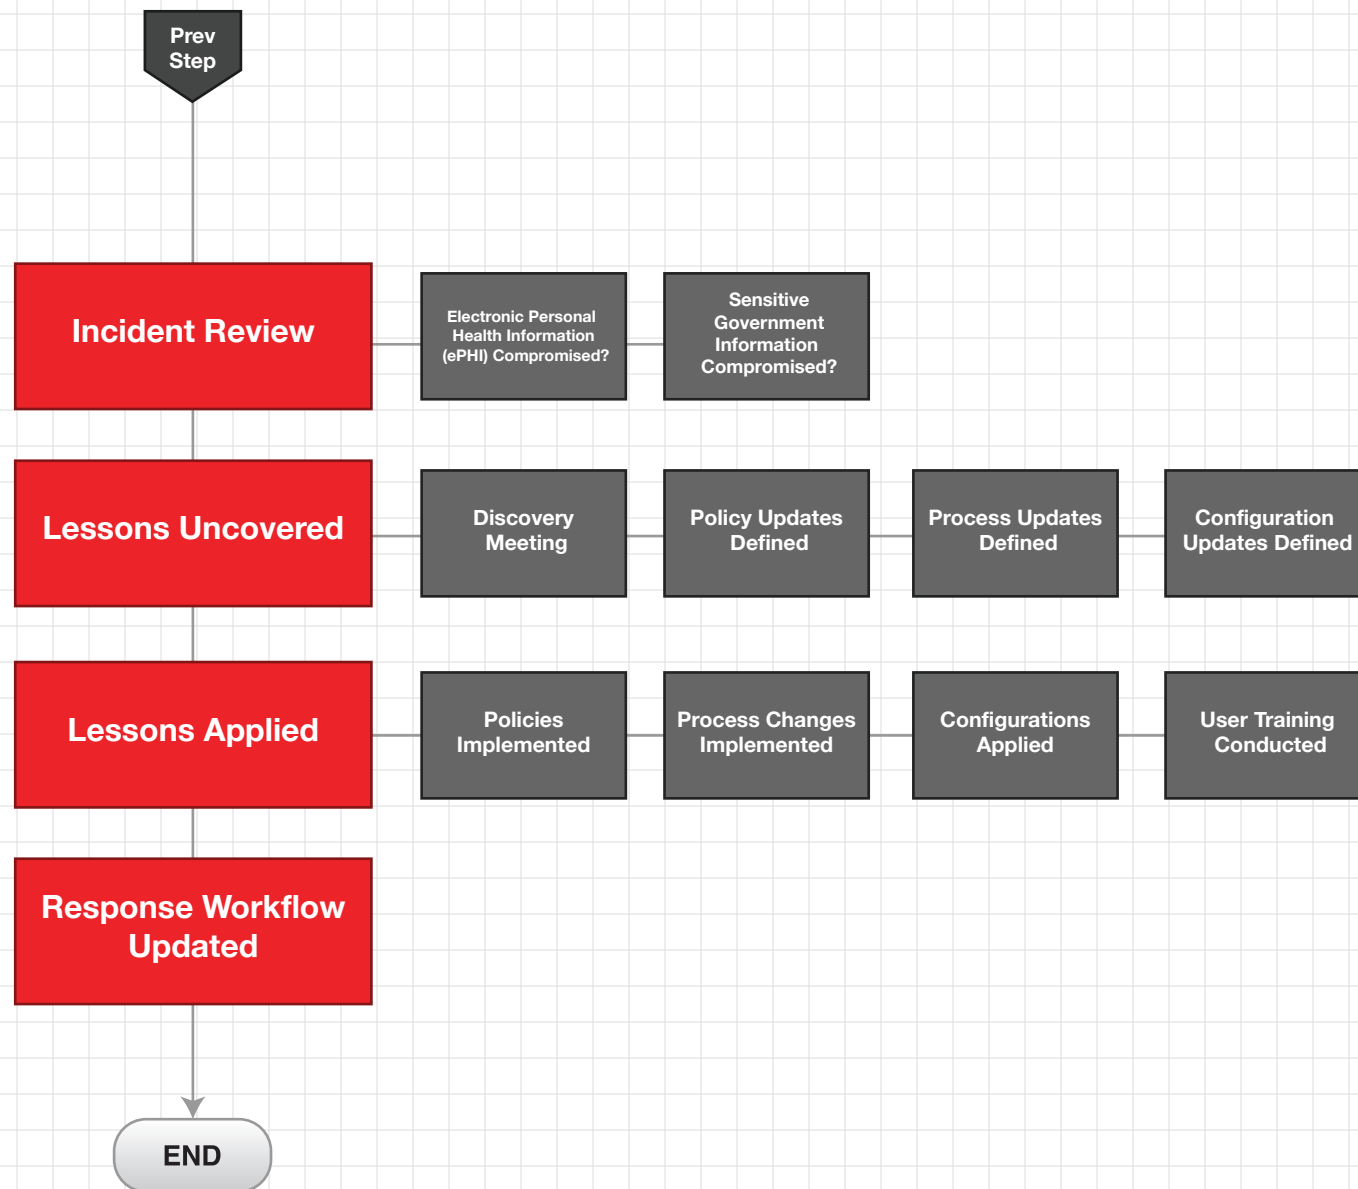 Prev
Step
Incident Review
Electronic Personal
Health Information
(ePHI) Compromised?
Sensitive
Government
Information
Compromised?
Lessons Uncovered
Discovery
Meeting
Policy Updates
Defined
Process Updates
Defined
Configuration
Updates Defined
Lessons Applied
Policies
Implemented
Process Changes
Implemented
Configurations
Applied
User Training
Conducted
Response Workflow
Updated
END